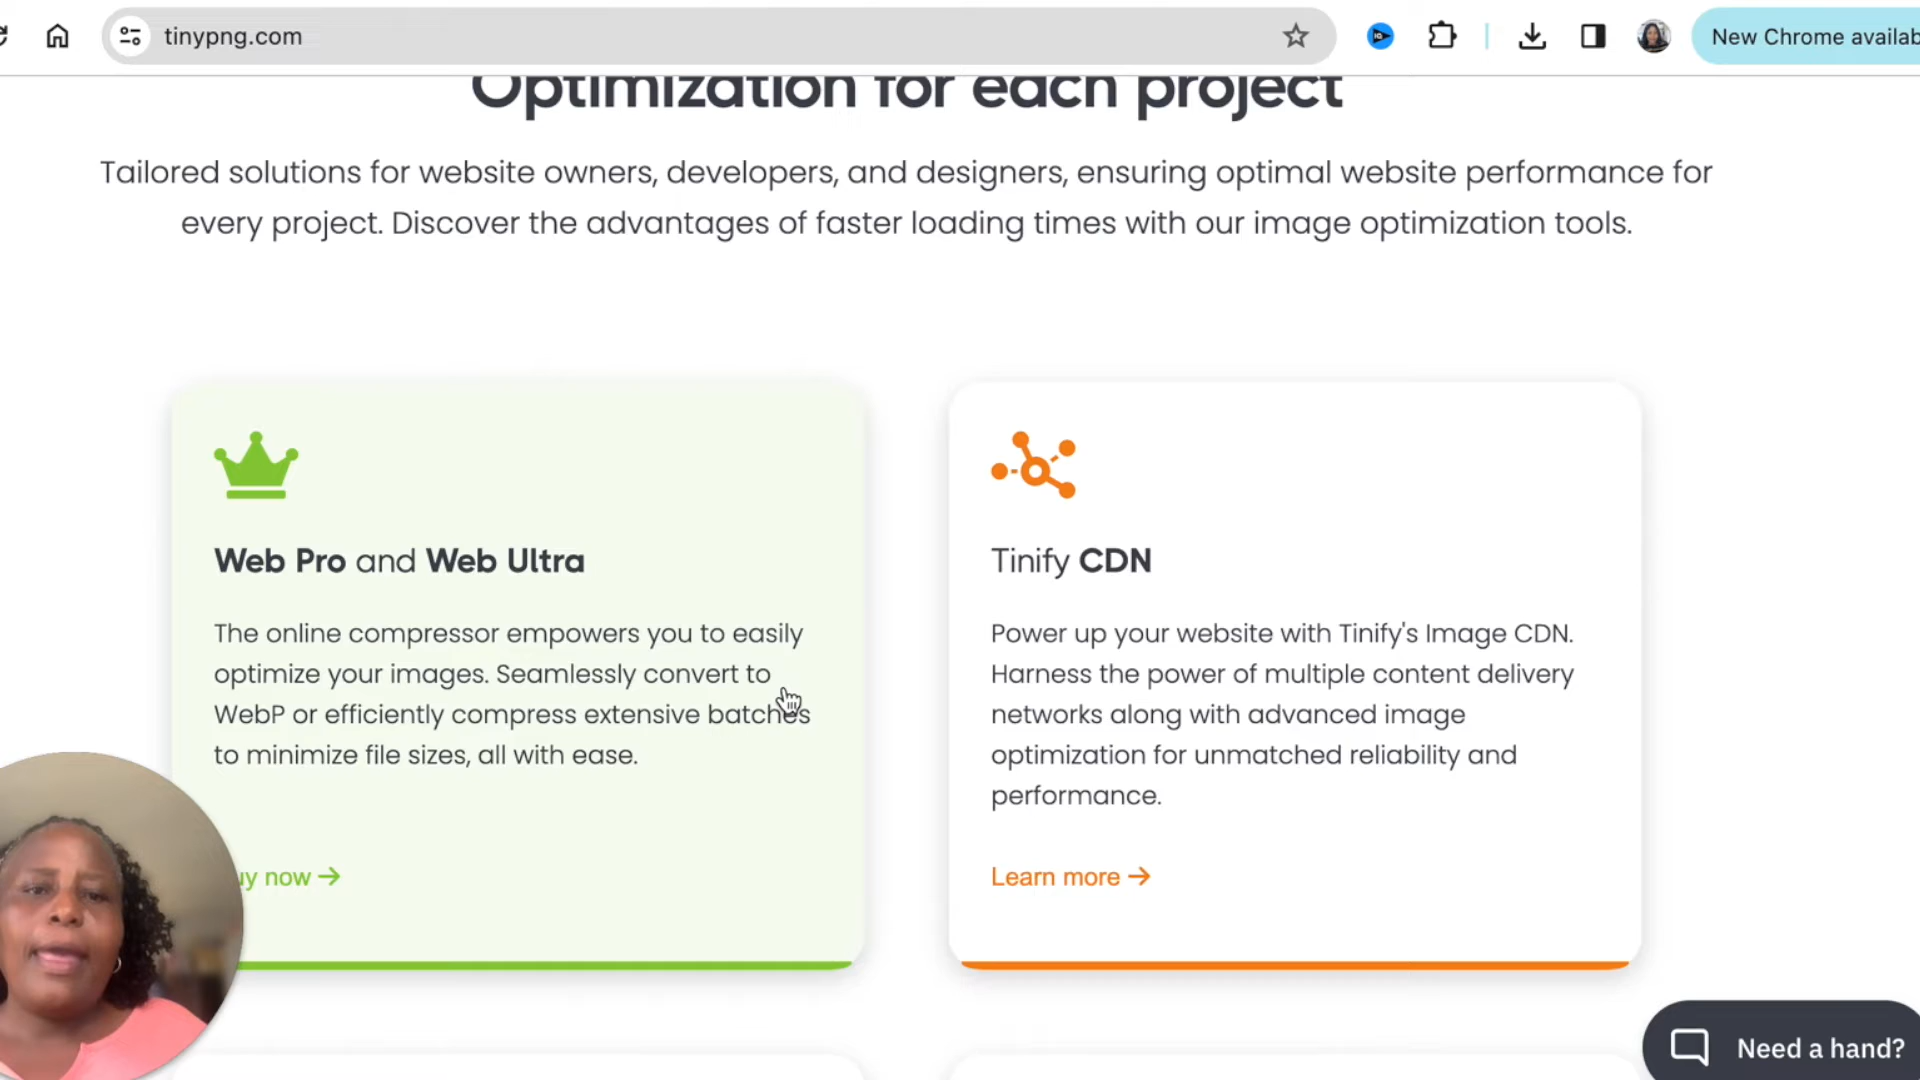 tinypng.com
New Chrome availab
Optimization for each project
Tailored solutions for website owners, developers, and designers, ensuring optimal website performance for
every project. Discover the advantages of faster loading times with our image optimization tools.
Web Pro and Web Ultra
The online compressor empowers you to easily
optimize your images. Seamlessly convert to
WebP or efficiently compress extensive batches
to minimize file sizes, all with ease.
uy now →
Tinify CDN
Power up your website with Tinify's Image CDN.
Harness the power of multiple content delivery
networks along with advanced image
optimization for unmatched reliability and
performance.
Learn more →
Need a hand?